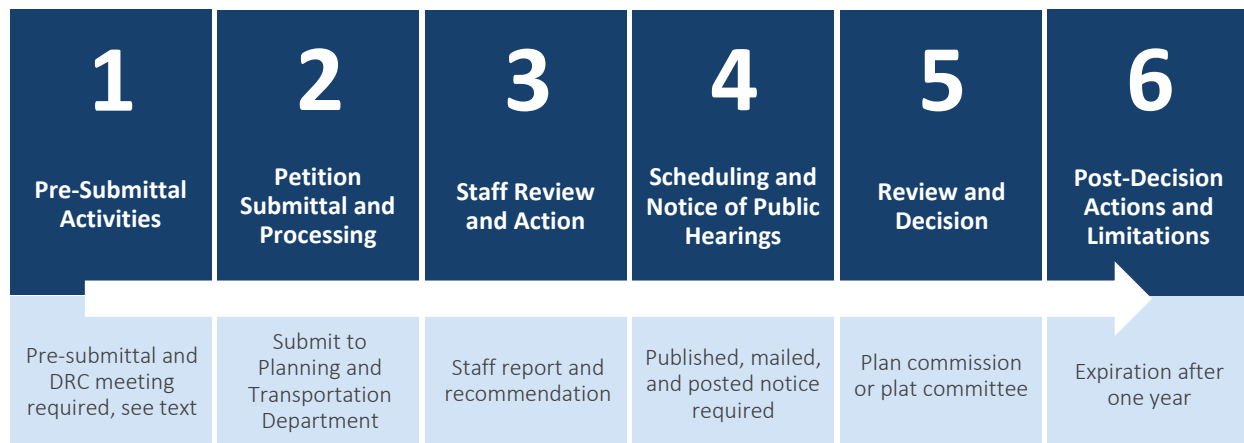 1
Pre-Submittal
Activities
Pre-submittal and
DRC meeting
required, see text
2
Petition
Submittal and
Processing
Submit to
Planning and
Transportation
Department
3
Staff Review
and Action
Staff report and
recommendation
4
Scheduling and
Notice of Public
Hearings
Published, mailed,
and posted notice
required
5
Review and
Decision
Plan commission
or plat committee
6
Post-Decision
Actions and
Limitations
Expiration after
one year